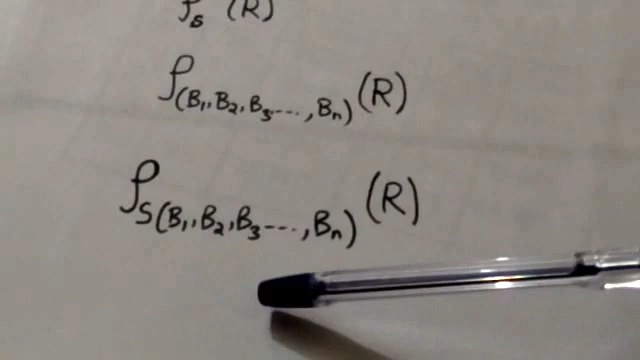 ρ_s (R)
ρ_(B₁, B₂, B₃ ----, Bₙ) (R)
ρ_S(B₁, B₂, B₃ ----, Bₙ) (R)